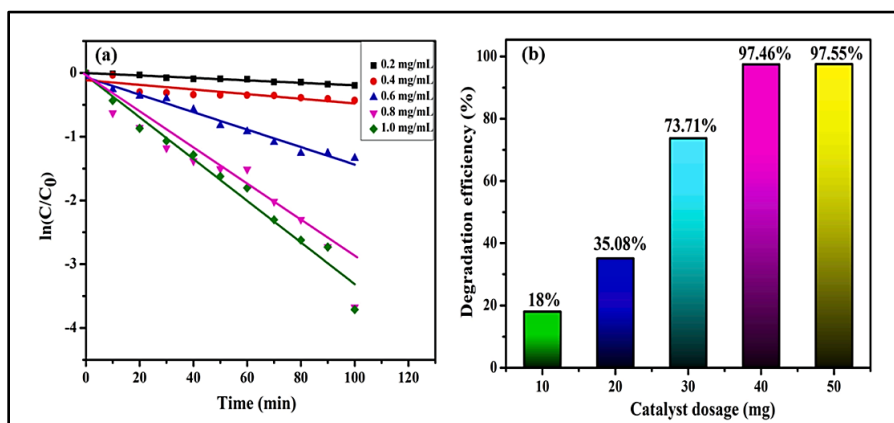 (a)
0.2 mg/mL
0.4 mg/mL
0.6 mg/mL
0.8 mg/mL
1.0 mg/mL
0
-1
-2
-3
-4
ln(C/C₀)
0 20 40 60 80 100 120
Time (min)
(b)
97.46% 97.55%
73.71%
35.08%
18%
100
80
60
40
20
0
Degradation efficiency (%)
10 20 30 40 50
Catalyst dosage (mg)